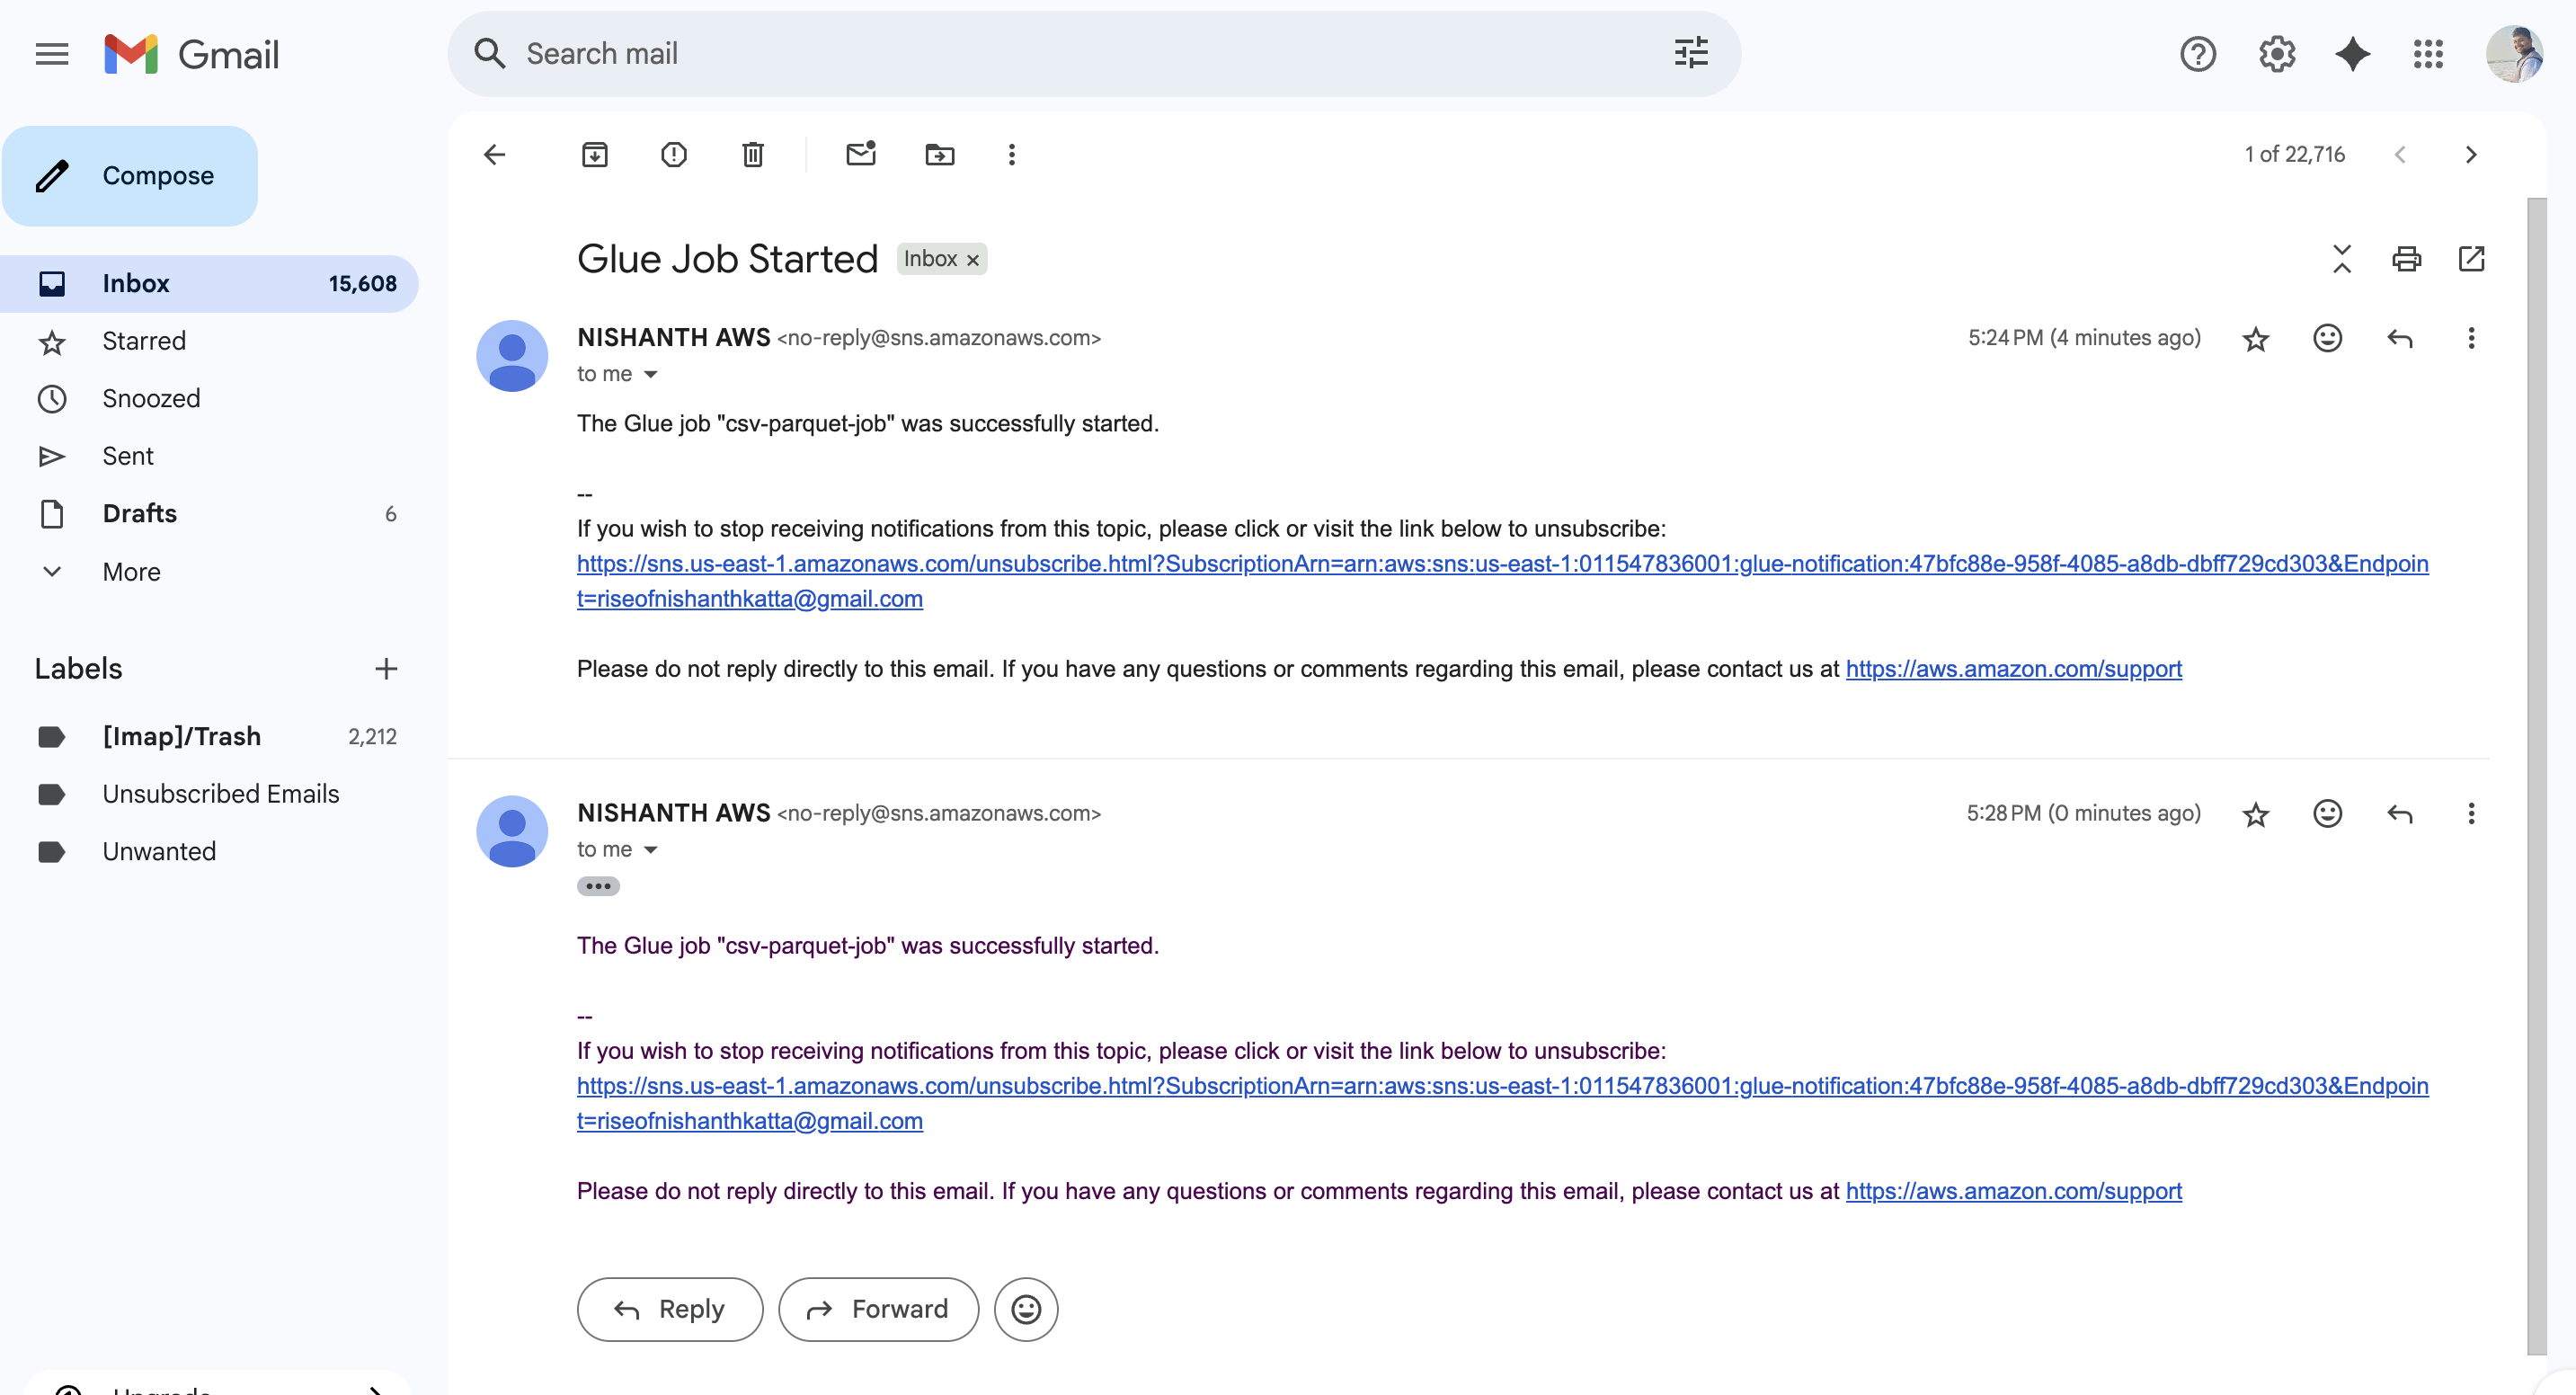 Gmail
Search mail
Compose
1 of 22,716
Inbox 15,608
Starred
Snoozed
Sent
Drafts 6
More
Labels
[Imap]/Trash 2,212
Unsubscribed Emails
Unwanted
Glue Job Started Inbox ×
NISHANTH AWS <no-reply@sns.amazonaws.com> 5:24 PM (4 minutes ago)
to me
The Glue job "csv-parquet-job" was successfully started.
--
If you wish to stop receiving notifications from this topic, please click or visit the link below to unsubscribe:
https://sns.us-east-1.amazonaws.com/unsubscribe.html?SubscriptionArn=arn:aws:sns:us-east-1:011547836001:glue-notification:47bfc88e-958f-4085-a8db-dbff729cd303&Endpoin
t=riseofnishanthkatta@gmail.com
Please do not reply directly to this email. If you have any questions or comments regarding this email, please contact us at https://aws.amazon.com/support
NISHANTH AWS <no-reply@sns.amazonaws.com> 5:28 PM (0 minutes ago)
to me
The Glue job "csv-parquet-job" was successfully started.
--
If you wish to stop receiving notifications from this topic, please click or visit the link below to unsubscribe:
https://sns.us-east-1.amazonaws.com/unsubscribe.html?SubscriptionArn=arn:aws:sns:us-east-1:011547836001:glue-notification:47bfc88e-958f-4085-a8db-dbff729cd303&Endpoin
t=riseofnishanthkatta@gmail.com
Please do not reply directly to this email. If you have any questions or comments regarding this email, please contact us at https://aws.amazon.com/support
Reply
Forward